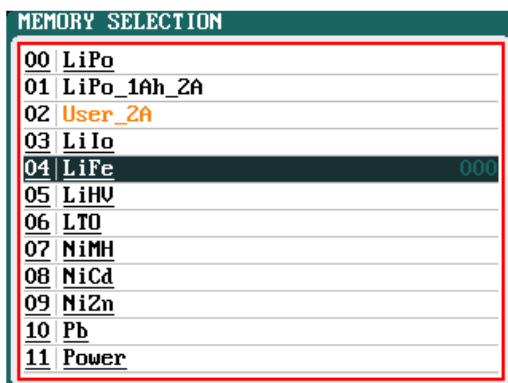 MEMORY SELECTION
00 LiPo
01 LiPo_1Ah_2A
02 User_2A
03 LiIo
04 LiFe 000
05 LiHV
06 LTO
07 NiMH
08 NiCd
09 NiZn
10 Pb
11 Power